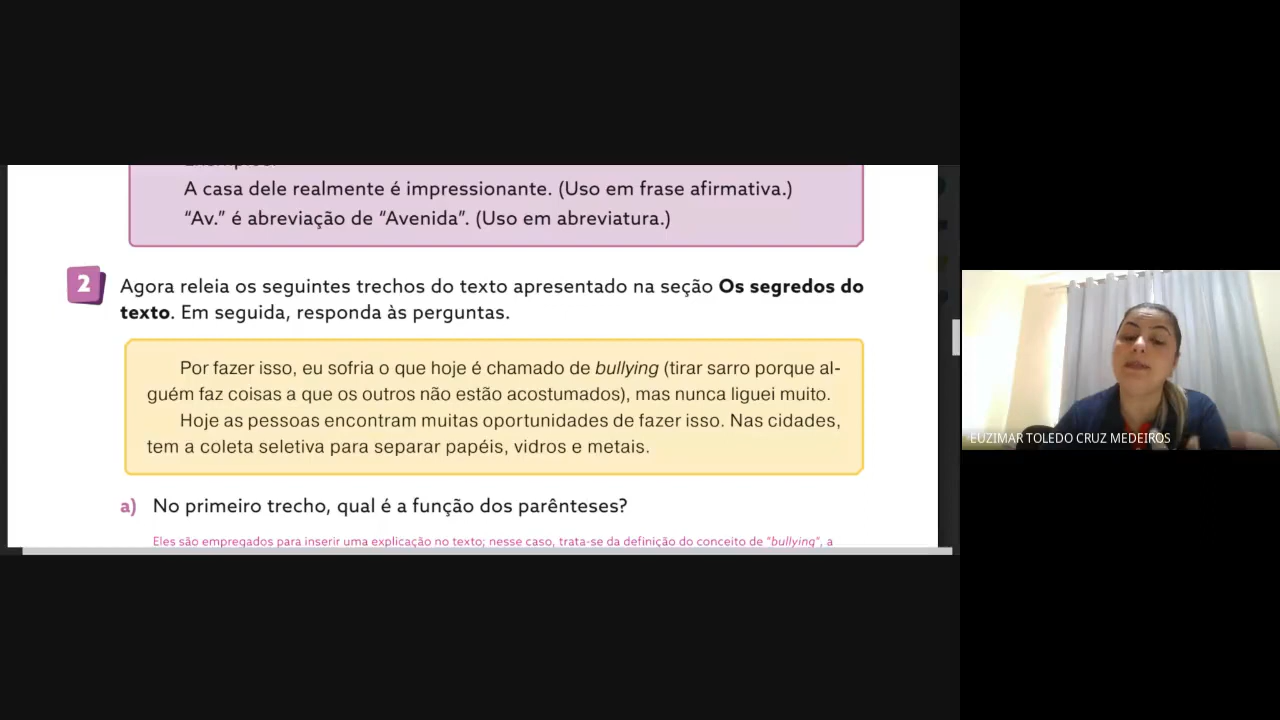 A casa dele realmente é impressionante. (Uso em frase afirmativa.)
“Av.” é abreviação de “Avenida”. (Uso em abreviatura.)
2
Agora releia os seguintes trechos do texto apresentado na seção Os segredos do
texto. Em seguida, responda às perguntas.
Por fazer isso, eu sofria o que hoje é chamado de bullying (tirar sarro porque al-
guém faz coisas a que os outros não estão acostumados), mas nunca liguei muito.
Hoje as pessoas encontram muitas oportunidades de fazer isso. Nas cidades,
tem a coleta seletiva para separar papéis, vidros e metais.
a) No primeiro trecho, qual é a função dos parênteses?
Eles são empregados para inserir uma explicação no texto; nesse caso, trata-se da definição do conceito de “bullying”, a
EUZIMAR TOLEDO CRUZ MEDEIROS